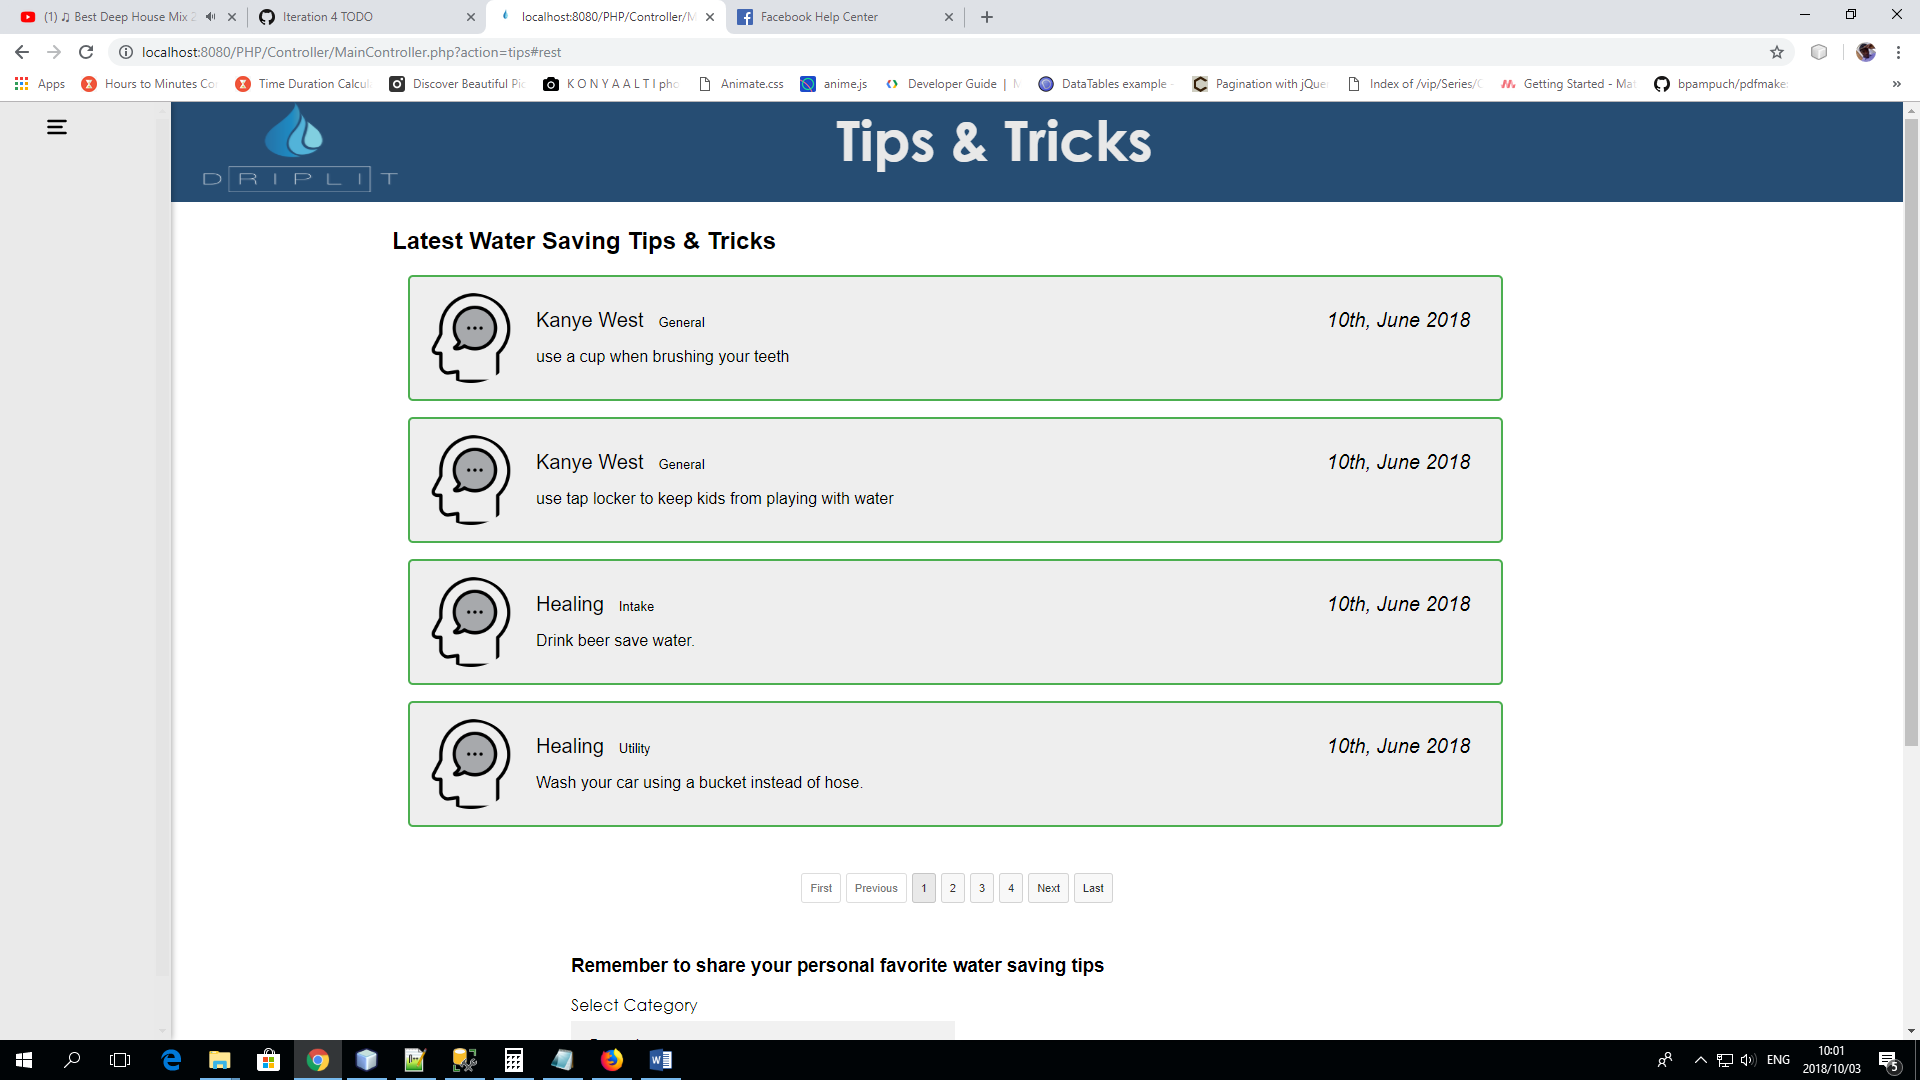 (1) ♫ Best Deep House Mix
Iteration 4 TODO
localhost:8080/PHP/Controller/M
Facebook Help Center
localhost:8080/PHP/Controller/MainController.php?action=tips#rest
Apps
Hours to Minutes Co
Time Duration Calcul
Discover Beautiful Pi
K O N Y A A L T I pho
Animate.css
anime.js
Developer Guide |
DataTables example
Pagination with jQue
Index of /vip/Series/
Getting Started - Mat
bpampuch/pdfmake:
Tips & Tricks
DRIPLIT
Latest Water Saving Tips & Tricks
Kanye West General 10th, June 2018
use a cup when brushing your teeth
Kanye West General 10th, June 2018
use tap locker to keep kids from playing with water
Healing Intake 10th, June 2018
Drink beer save water.
Healing Utility 10th, June 2018
Wash your car using a bucket instead of hose.
First Previous 1 2 3 4 Next Last
Remember to share your personal favorite water saving tips
Select Category
ENG
10:01
2018/10/03
5